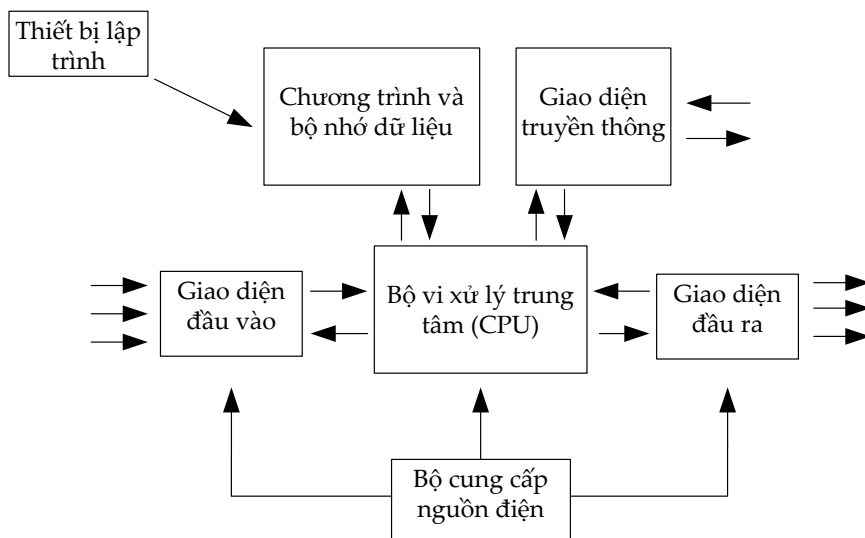 Thiết bị lập
trình
Chương trình và
bộ nhớ dữ liệu
Giao diện
truyền thông
Giao diện
đầu vào
Bộ vi xử lý trung
tâm (CPU)
Giao diện
đầu ra
Bộ cung cấp
nguồn điện